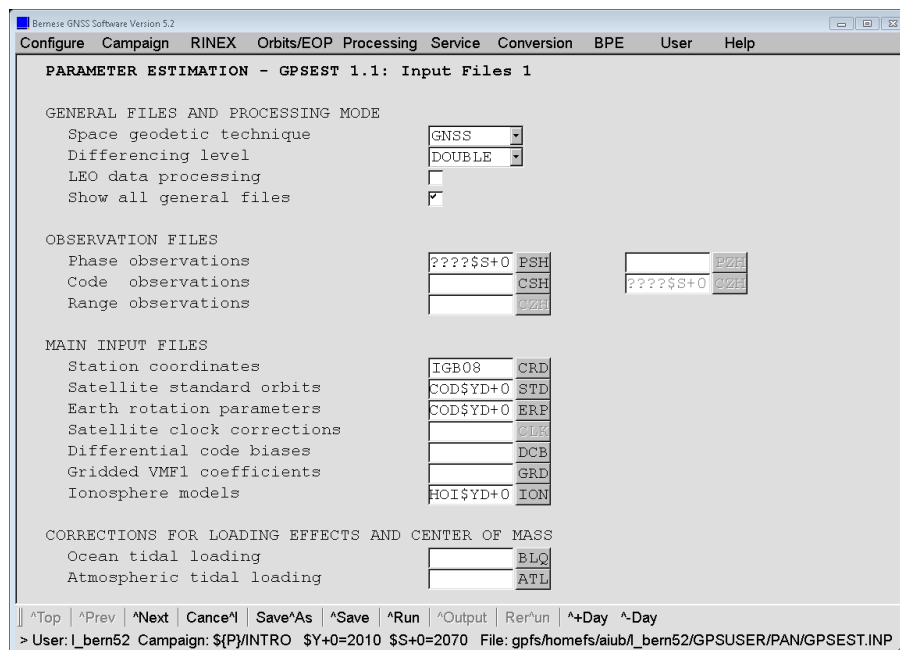 Bernese GNSS Software Version 5.2
Configure Campaign RINEX Orbits/EOP Processing Service Conversion BPE User Help
PARAMETER ESTIMATION - GPSEST 1.1: Input Files 1
GENERAL FILES AND PROCESSING MODE
Space geodetic technique GNSS
Differencing level DOUBLE
LEO data processing
Show all general files
OBSERVATION FILES
Phase observations ????$S+0 PSH PZH
Code observations CSH ????$S+0 CZH
Range observations CZH
MAIN INPUT FILES
Station coordinates IGB08 CRD
Satellite standard orbits COD$YD+0 STD
Earth rotation parameters COD$YD+0 ERP
Satellite clock corrections CLK
Differential code biases DCB
Gridded VMF1 coefficients GRD
Ionosphere models HOI$YD+0 ION
CORRECTIONS FOR LOADING EFFECTS AND CENTER OF MASS
Ocean tidal loading BLQ
Atmospheric tidal loading ATL
^Top ^Prev ^Next Cance^l Save^As ^Save ^Run ^Output Rer^un ^+Day ^-Day
> User: l_bern52 Campaign: ${P}/INTRO $Y+0=2010 $S+0=2070 File: gpfs/homefs/aiub/l_bern52/GPSUSER/PAN/GPSEST.INP